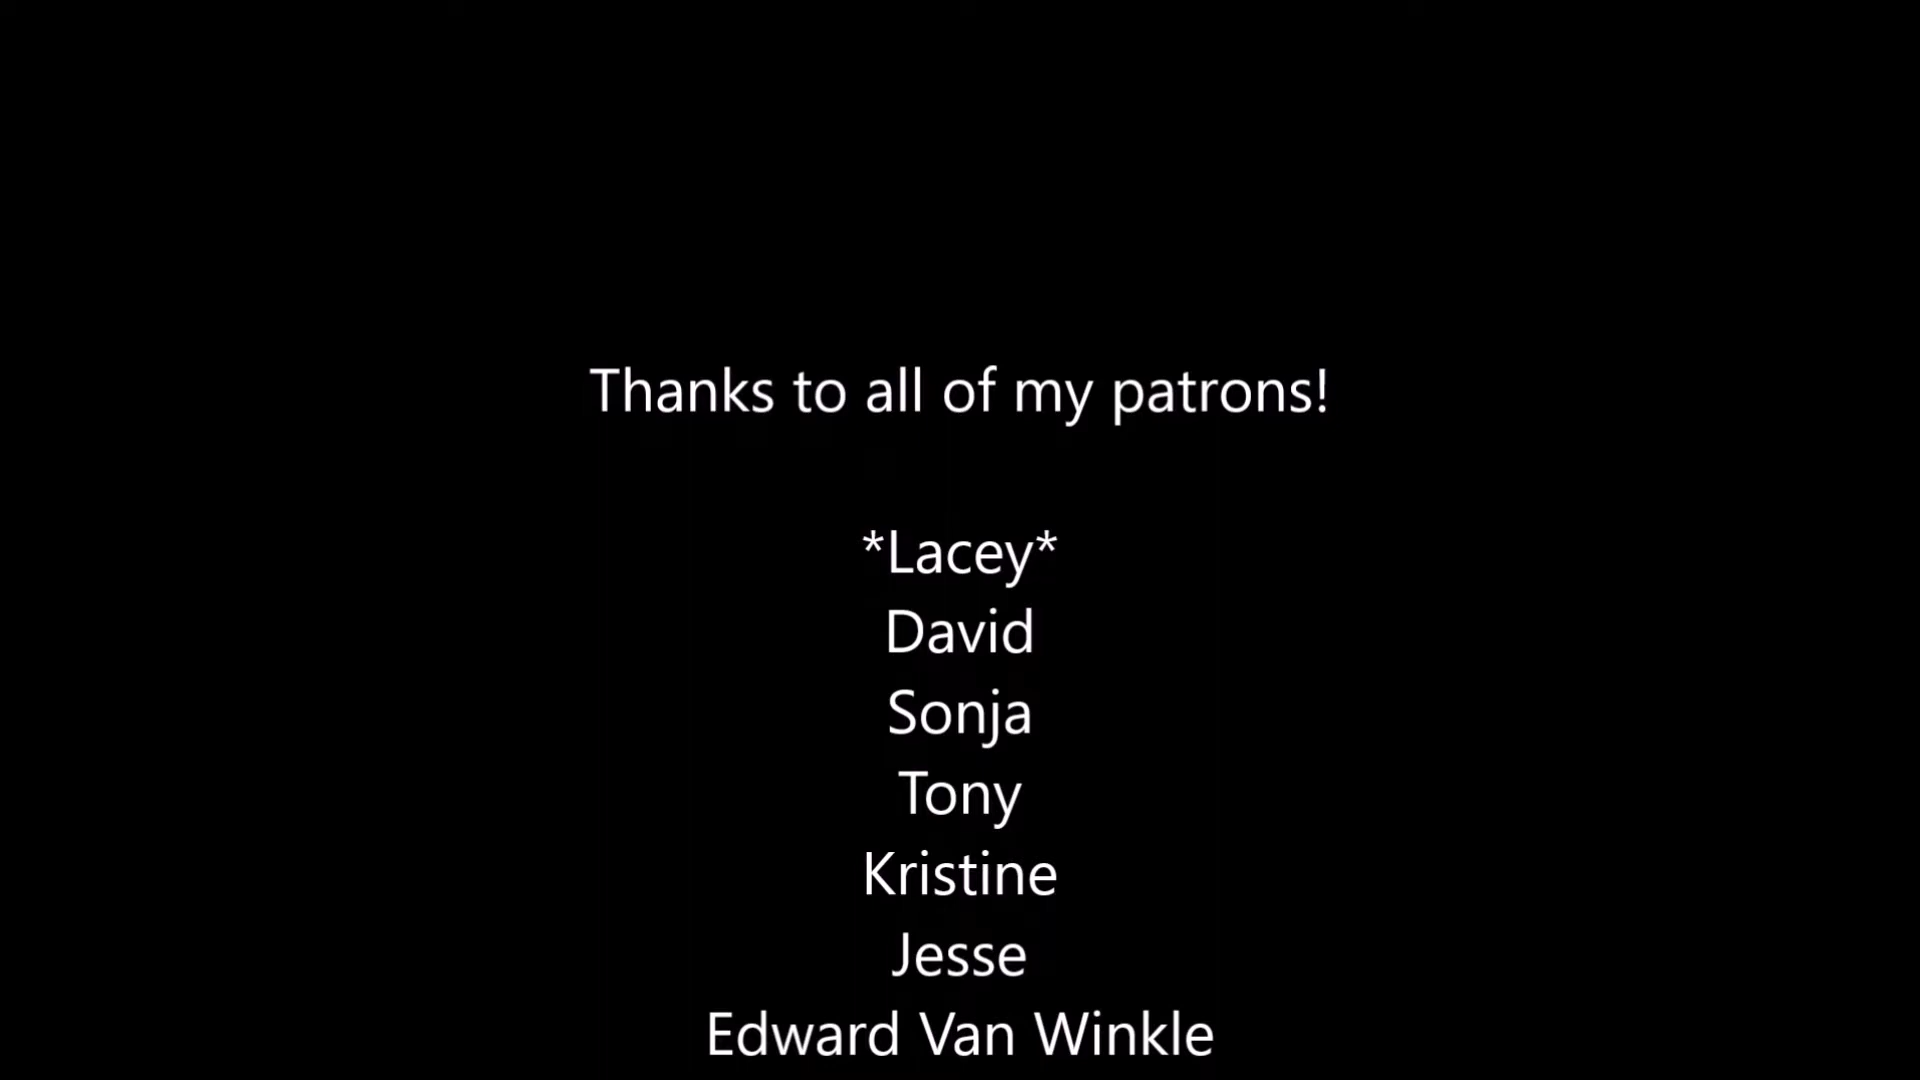 Thanks to all of my patrons!
*Lacey*
David
Sonja
Tony
Kristine
Jesse
Edward Van Winkle